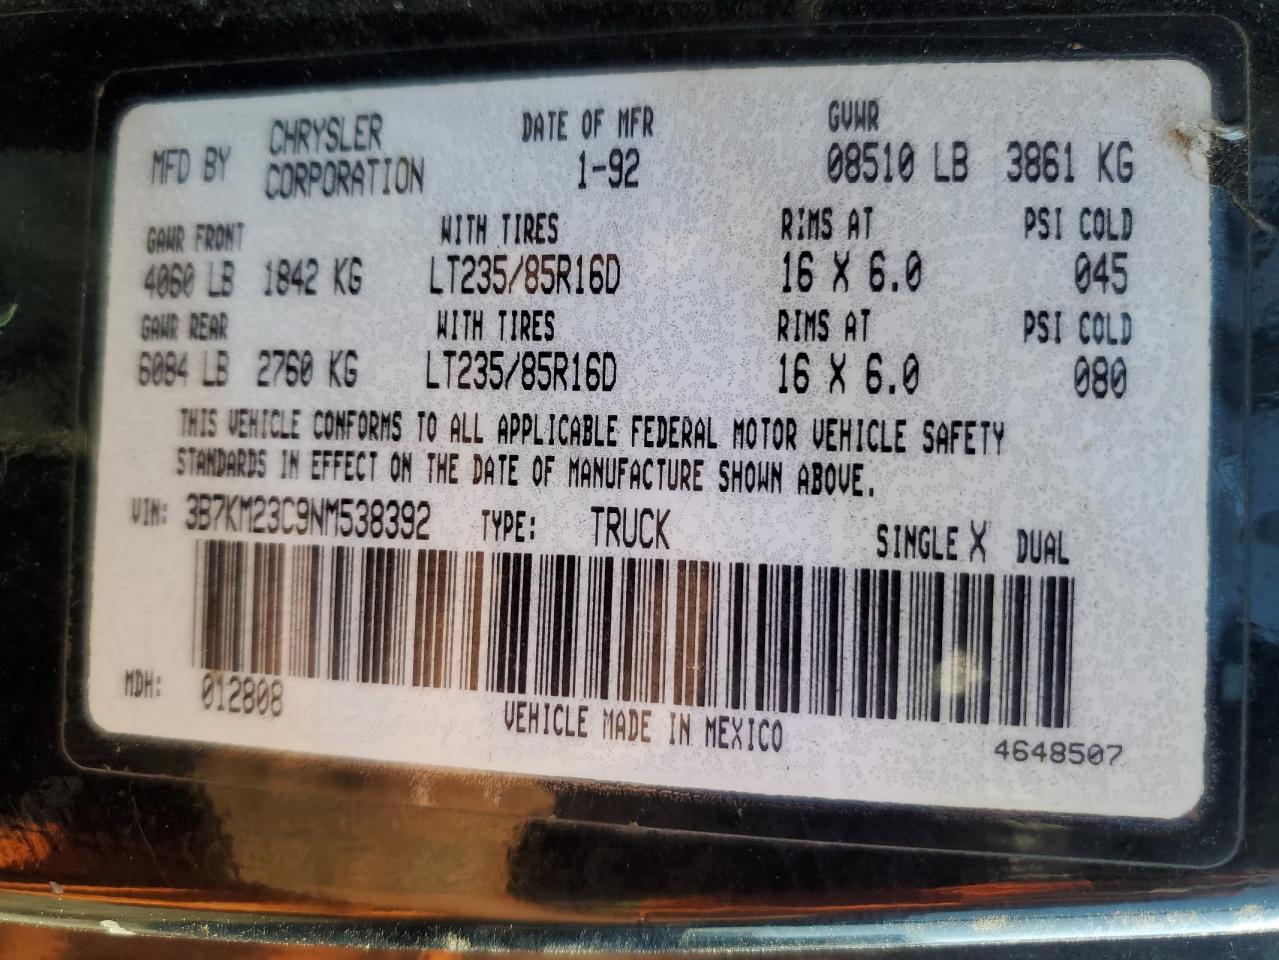 MFD BY CHRYSLER CORPORATION DATE OF MFR 1-92 GVWR 08510 LB 3861 KG
GAWR FRONT WITH TIRES RIMS AT PSI COLD
4060 LB 1842 KG LT235/85R16D 16 X 6.0 045
GAWR REAR WITH TIRES RIMS AT PSI COLD
6084 LB 2760 KG LT235/85R16D 16 X 6.0 080
THIS VEHICLE CONFORMS TO ALL APPLICABLE FEDERAL MOTOR VEHICLE SAFETY
STANDARDS IN EFFECT ON THE DATE OF MANUFACTURE SHOWN ABOVE.
VIN: 3B7KM23C9NM538392 TYPE: TRUCK SINGLE X DUAL
MDH: 012808
VEHICLE MADE IN MEXICO
4648507